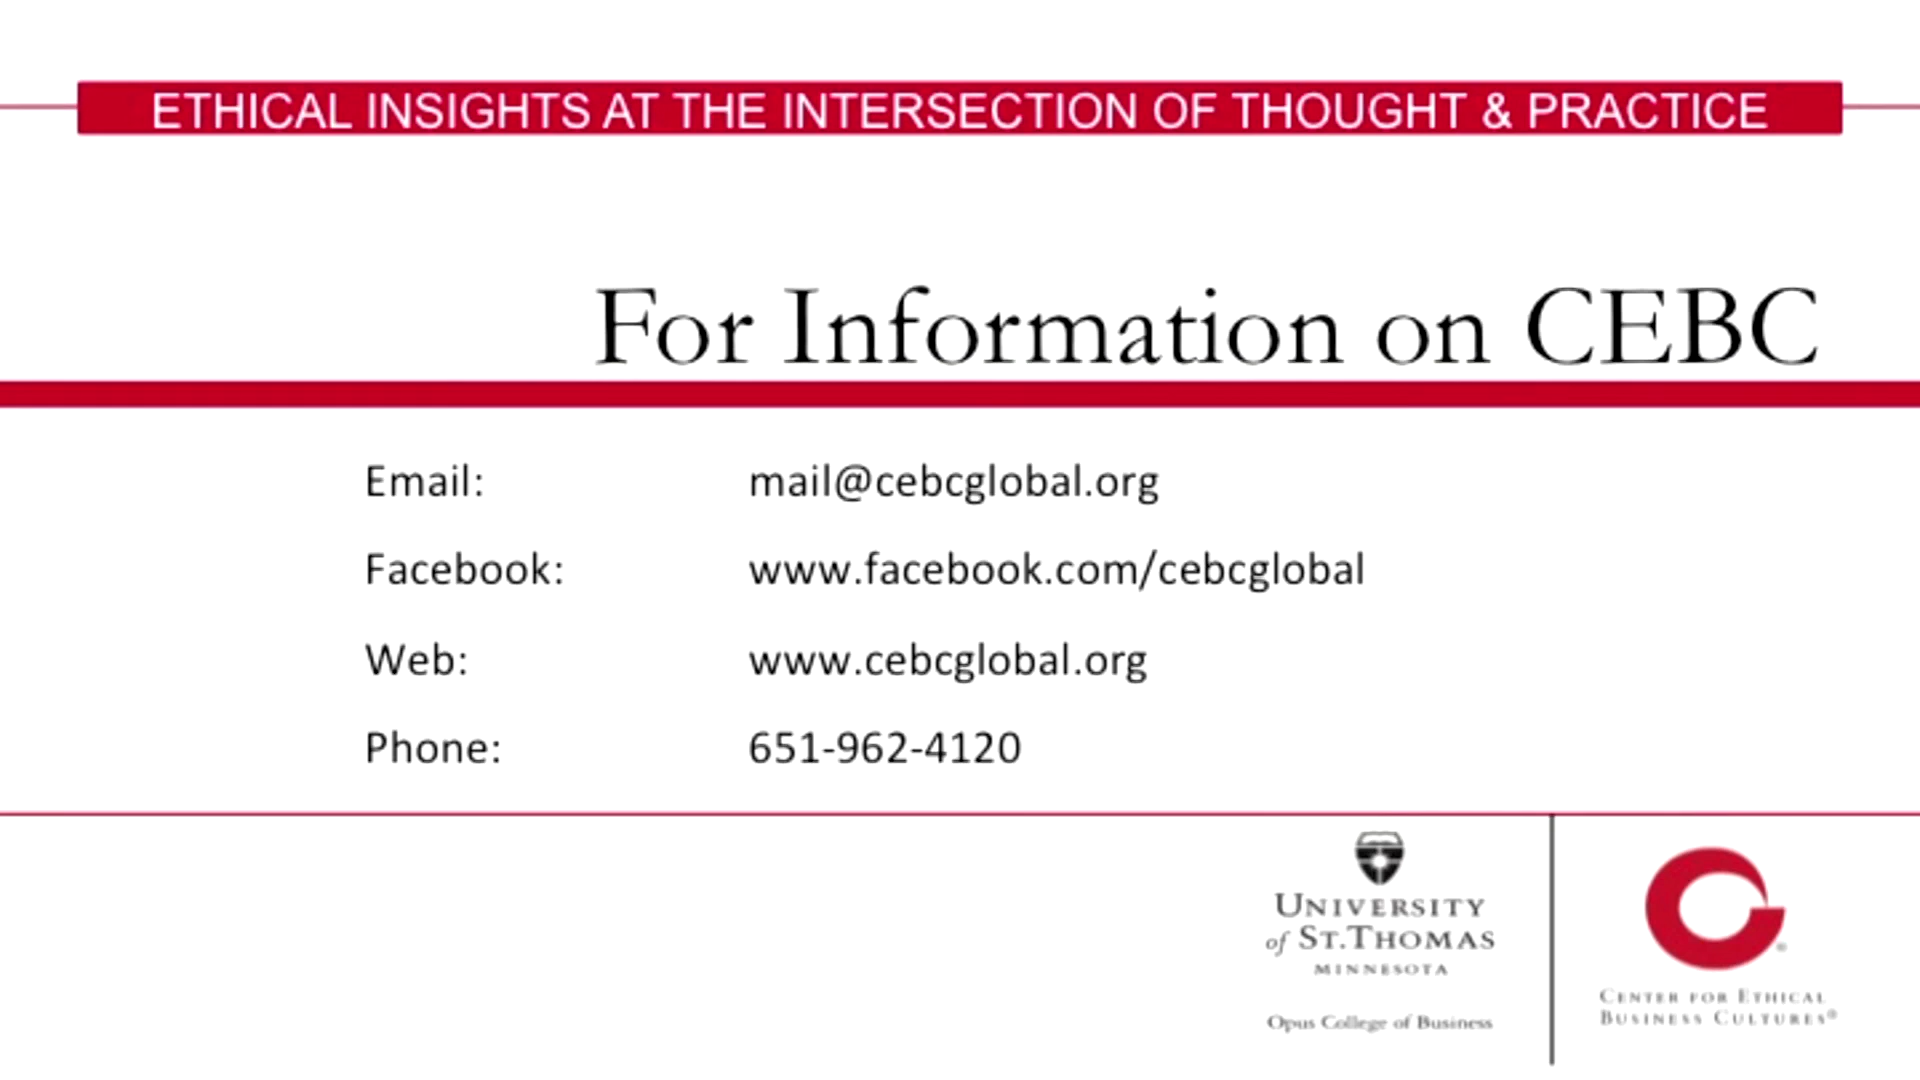 ETHICAL INSIGHTS AT THE INTERSECTION OF THOUGHT & PRACTICE
For Information on CEBC
Email: mail@cebcglobal.org
Facebook: www.facebook.com/cebcglobal
Web: www.cebcglobal.org
Phone: 651-962-4120
UNIVERSITY
of ST.THOMAS
MINNESOTA
Opus College of Business
CENTER FOR ETHICAL
BUSINESS CULTURES®